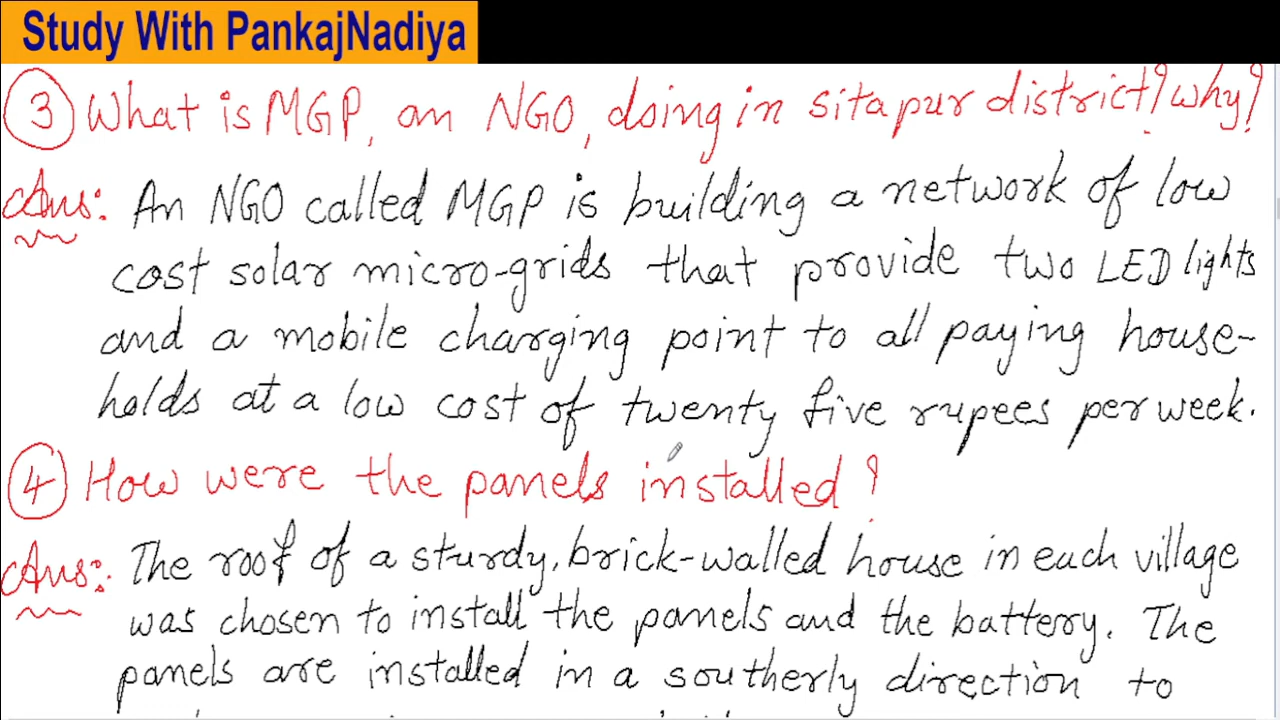 Study With PankajNadiya
3 What is MGP, an NGO, doing in sitapur district? Why?
Ans: An NGO called MGP is building a network of low
cost solar micro-grids that provide two LED lights
and a mobile charging point to all paying house-
holds at a low cost of twenty five rupees per week.
4 How were the panels installed?
Ans: The roof of a sturdy, brick-walled house in each village
was chosen to install the panels and the battery. The
panels are installed in a southerly direction to